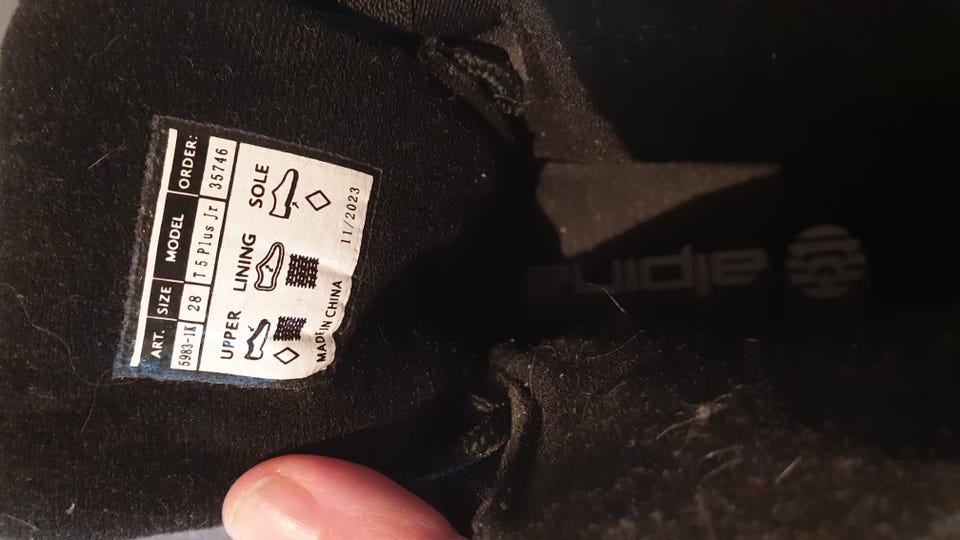 ART. SIZE MODEL ORDER:
5983-1K 28 T 5 Plus Jr 35746
UPPER LINING SOLE
MADE IN CHINA 11/2023
alpina